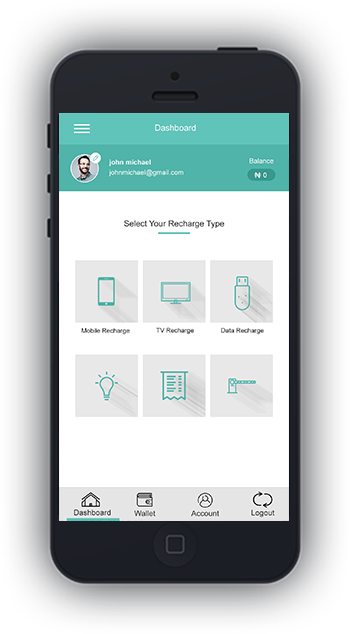 Dashboard
john michael
johnmichael@gmail.com
Balance
₦ 0
Select Your Recharge Type
Mobile Recharge
TV Recharge
Data Recharge
Dashboard
Wallet
Account
Logout